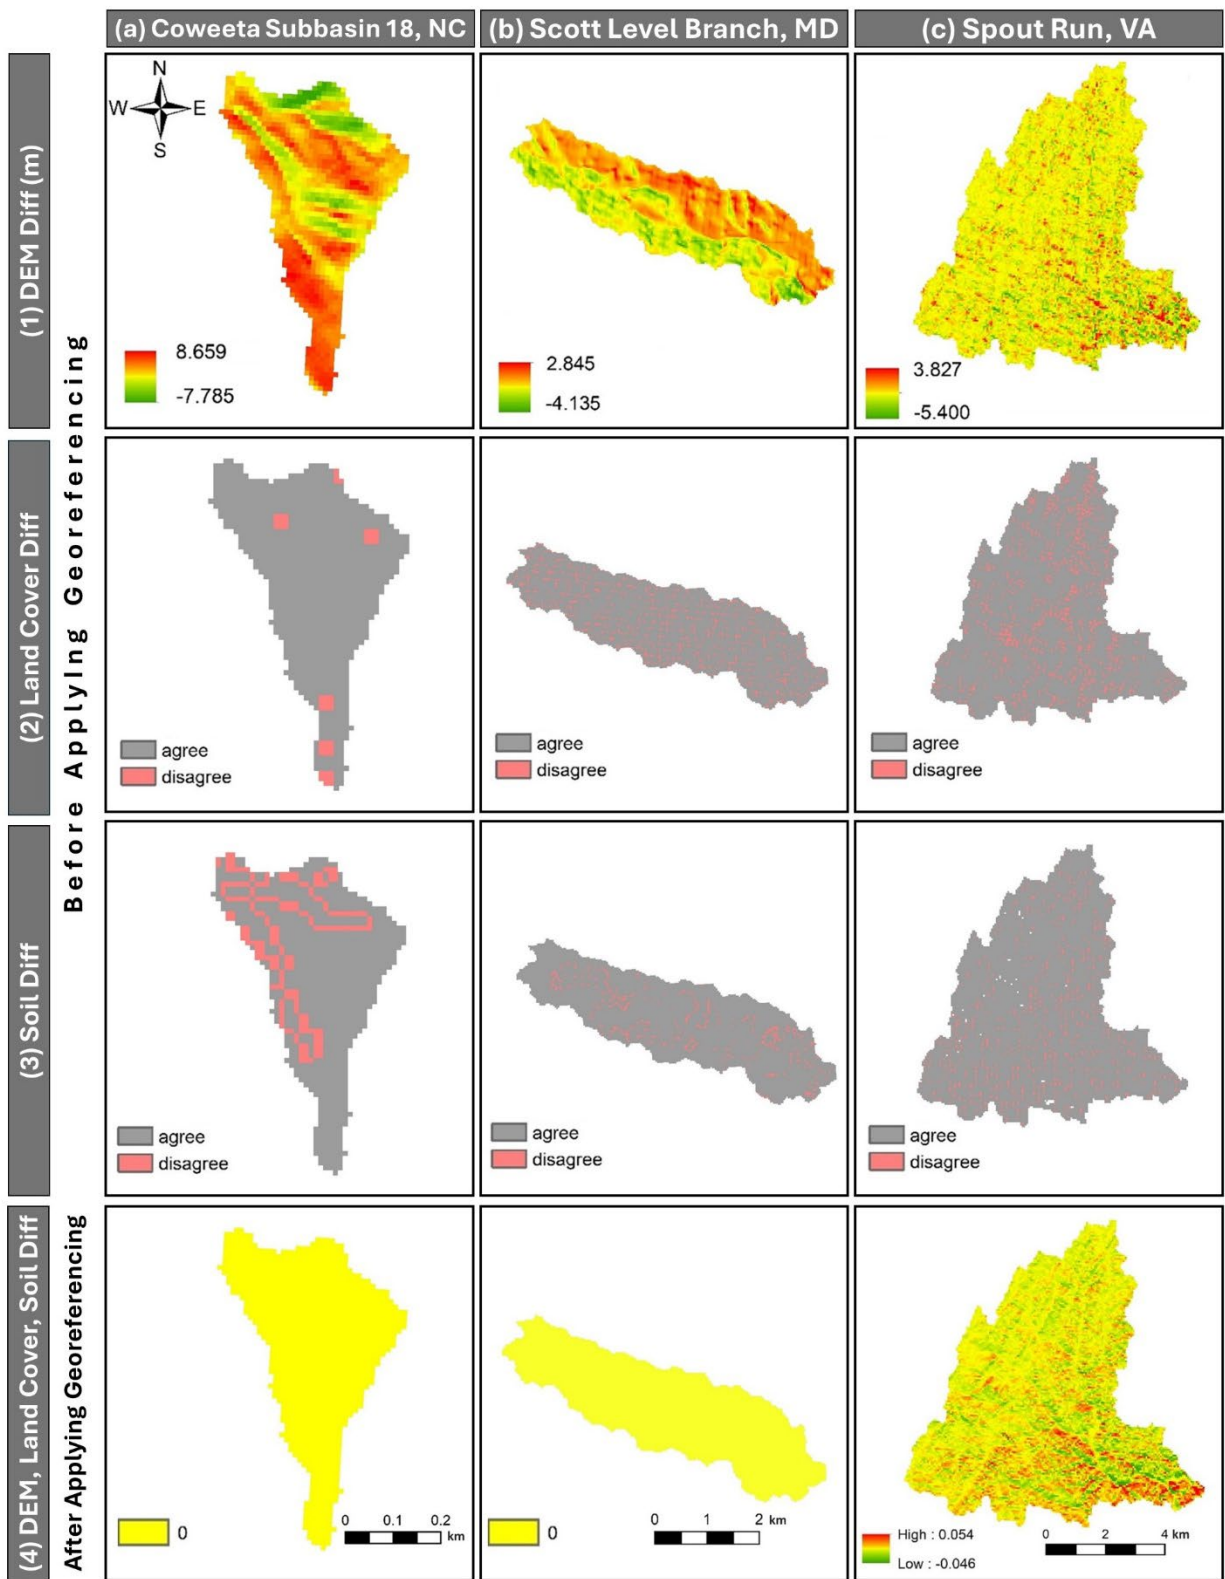 (a) Coweeta Subbasin 18, NC
(b) Scott Level Branch, MD
(c) Spout Run, VA
(1) DEM Diff (m)
Before Applying Georeferencing
N
W E
S
8.659
-7.785
2.845
-4.135
3.827
-5.400
(2) Land Cover Diff
agree
disagree
agree
disagree
agree
disagree
(3) Soil Diff
agree
disagree
agree
disagree
agree
disagree
(4) DEM, Land Cover, Soil Diff
After Applying Georeferencing
0
0 0.1 0.2
km
0
0 1 2
km
High : 0.054
Low : -0.046
0 2 4 km